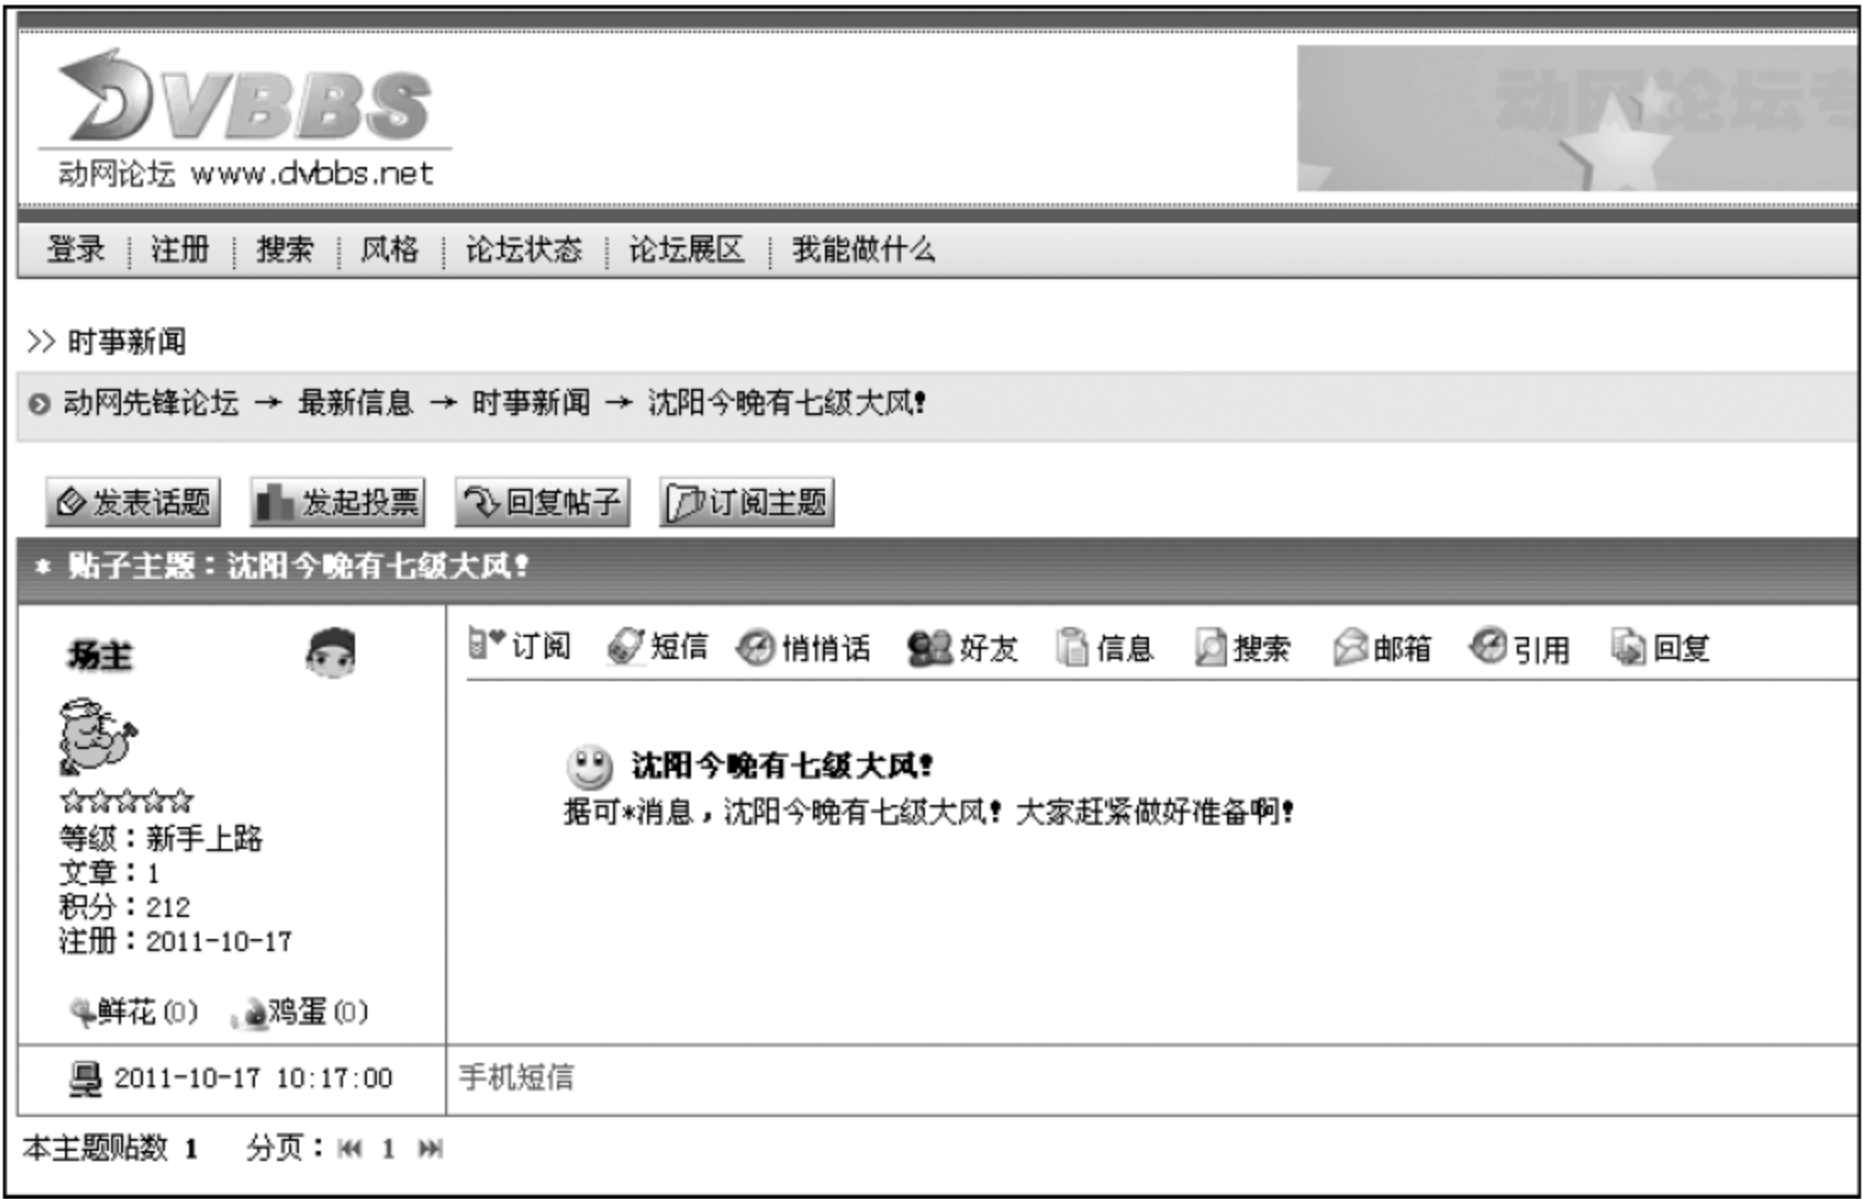 DVBBS
动网论坛 www.dvbbs.net
动网论坛专
登录 注册 搜索 风格 论坛状态 论坛展区 我能做什么
>> 时事新闻
动网先锋论坛 → 最新信息 → 时事新闻 → 沈阳今晚有七级大风!
发表话题 发起投票 回复帖子 订阅主题
* 贴子主题：沈阳今晚有七级大风!
场主
订阅 短信 悄悄话 好友 信息 搜索 邮箱 引用 回复
沈阳今晚有七级大风!
据可*消息，沈阳今晚有七级大风! 大家赶紧做好准备啊!
☆☆☆☆☆
等级：新手上路
文章：1
积分：212
注册：2011-10-17
鲜花(0) 鸡蛋(0)
2011-10-17 10:17:00 手机短信
本主题贴数 1 分页： 1